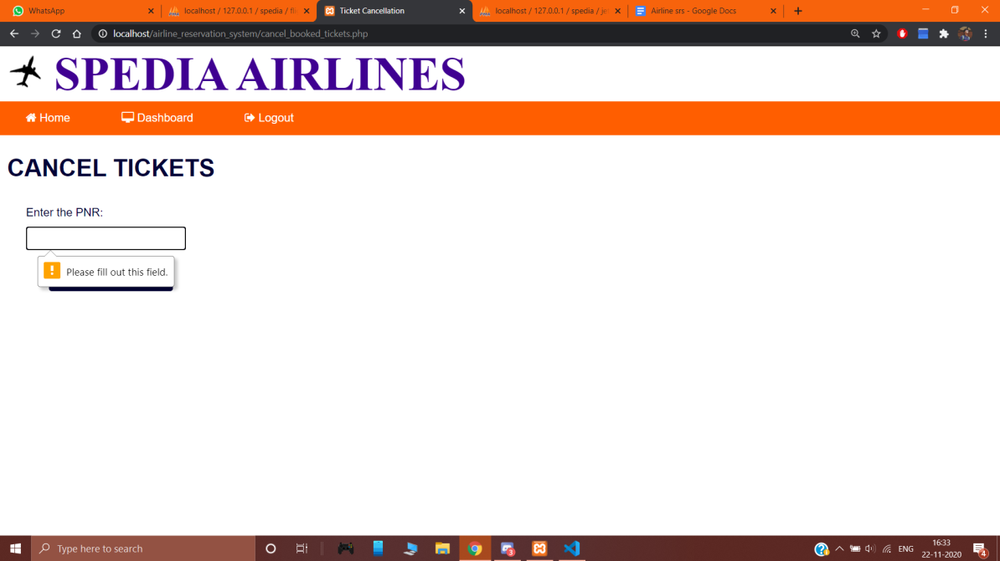 WhatsApp
localhost / 127.0.0.1 / spedia / fli
Ticket Cancellation
localhost / 127.0.0.1 / spedia / je
Airline srs - Google Docs
localhost/airline_reservation_system/cancel_booked_tickets.php
SPEDIA AIRLINES
Home Dashboard Logout
CANCEL TICKETS
Enter the PNR:
Please fill out this field.
Type here to search
3
ENG
16:33
22-11-2020
4